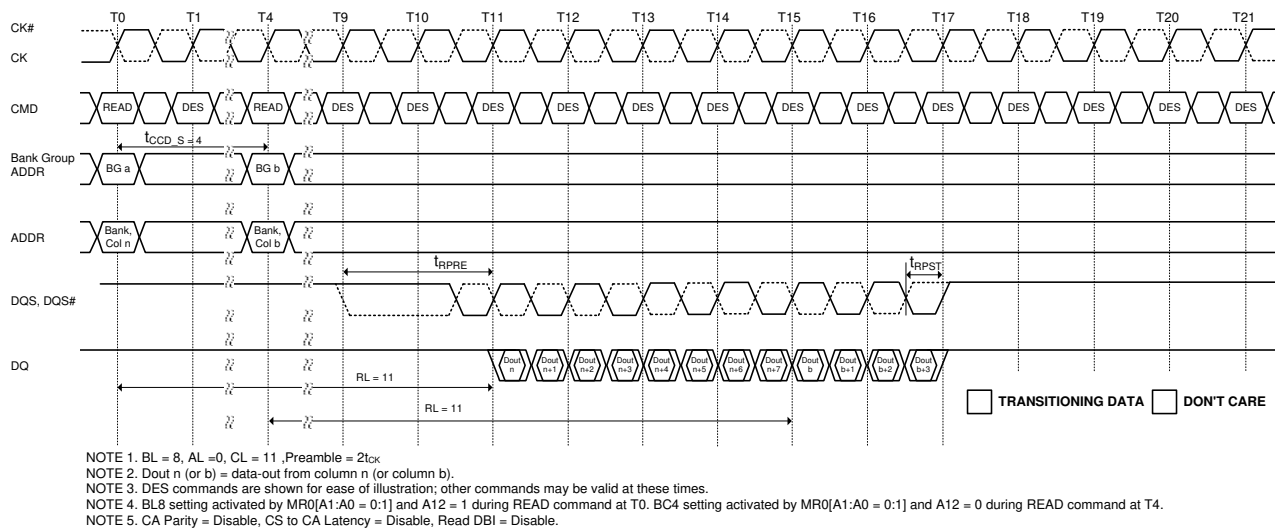 T0 T1 T4 T9 T10 T11 T12 T13 T14 T15 T16 T17 T18 T19 T20 T21
CK#
CK
CMD READ DES READ DES DES DES DES DES DES DES DES DES DES DES DES DES
tCCD_S = 4
Bank Group
ADDR
BG a BG b
ADDR
Bank, Bank,
Col n Col b
tRPRE tRPST
DQS, DQS#
DQ
Dout Dout Dout Dout Dout Dout Dout Dout Dout Dout Dout Dout
n n+1 n+2 n+3 n+4 n+5 n+6 n+7 b b+1 b+2 b+3
RL = 11
TRANSITIONING DATA DON'T CARE
RL = 11
NOTE 1. BL = 8, AL =0, CL = 11 ,Preamble = 2tCK
NOTE 2. Dout n (or b) = data-out from column n (or column b).
NOTE 3. DES commands are shown for ease of illustration; other commands may be valid at these times.
NOTE 4. BL8 setting activated by MR0[A1:A0 = 0:1] and A12 = 1 during READ command at T0. BC4 setting activated by MR0[A1:A0 = 0:1] and A12 = 0 during READ command at T4.
NOTE 5. CA Parity = Disable, CS to CA Latency = Disable, Read DBI = Disable.